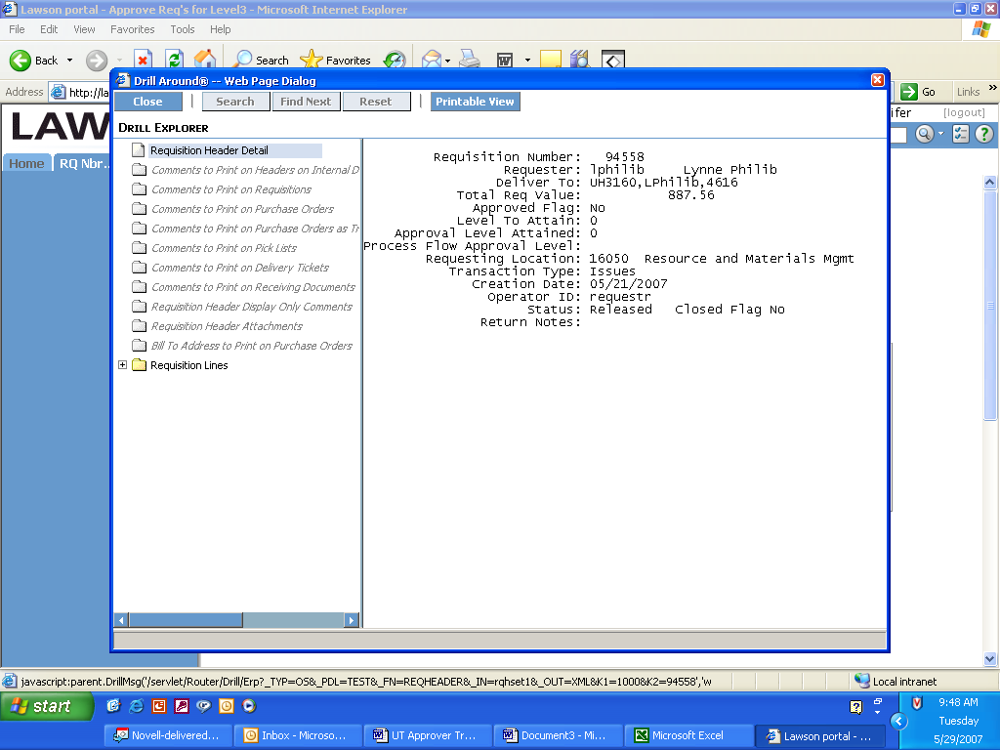 Lawson portal - Approve Req's for Level3 - Microsoft Internet Explorer
File Edit View Favorites Tools Help
Back Search Favorites
Address http://la Go Links »
Drill Around® -- Web Page Dialog
Close | Search Find Next Reset | Printable View
LAW
ifer [logout]
DRILL EXPLORER
Home RQ Nbr..
Requisition Header Detail
Comments to Print on Headers on Internal D
Comments to Print on Requisitions
Comments to Print on Purchase Orders
Comments to Print on Purchase Orders as Tr
Comments to Print on Pick Lists
Comments to Print on Delivery Tickets
Comments to Print on Receiving Documents
Requisition Header Display Only Comments
Requisition Header Attachments
Bill To Address to Print on Purchase Orders
Requisition Lines
Requisition Number: 94558
Requester: lphilib Lynne Philib
Deliver To: UH3160,LPhilib,4616
Total Req Value: 887.56
Approved Flag: No
Level To Attain: 0
Approval Level Attained: 0
Process Flow Approval Level:
Requesting Location: 16050 Resource and Materials Mgmt
Transaction Type: Issues
Creation Date: 05/21/2007
Operator ID: requestr
Status: Released Closed Flag No
Return Notes:
javascript:parent.DrillMsg('/servlet/Router/Drill/Erp?_TYP=OS&_PDL=TEST&_FN=REQHEADER&_IN=rqhset1&_OUT=XML&K1=1000&K2=94558','w Local intranet
start
9:48 AM
Tuesday
5/29/2007
Novell-delivered... Inbox - Microso... UT Approver Tr... Document3 - Mi... Microsoft Excel Lawson portal - ...